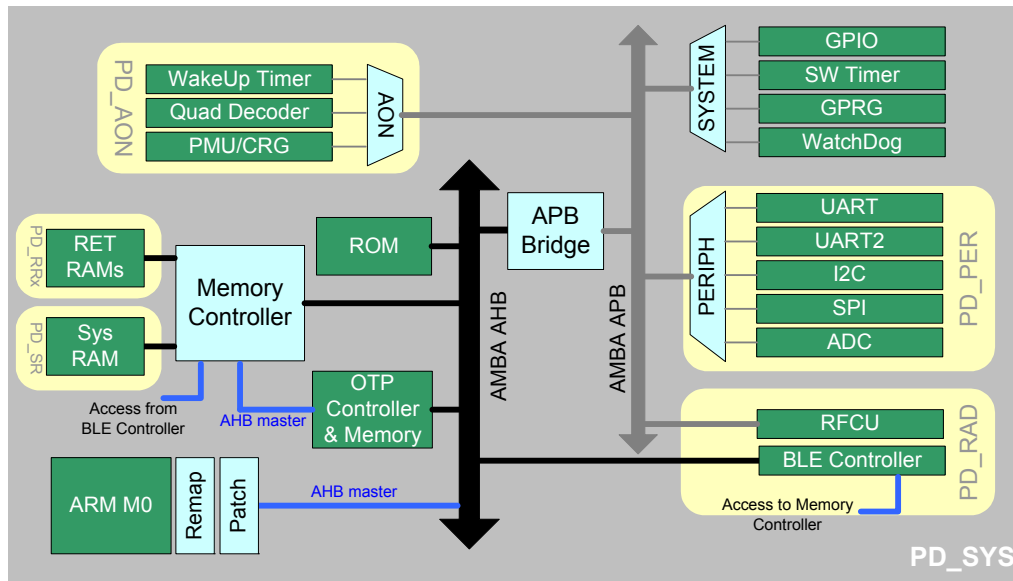 PD_AON
WakeUp Timer
Quad Decoder
PMU/CRG
AON
SYSTEM
GPIO
SW Timer
GPRG
WatchDog
PD_RRx
RET
RAMs
PD_SR
Sys
RAM
Memory
Controller
ROM
APB
Bridge
AMBA AHB
AMBA APB
PERIPH
UART
UART2
I2C
SPI
ADC
PD_PER
Access from
BLE Controller
AHB master
OTP
Controller
& Memory
RFCU
BLE Controller
PD_RAD
Access to Memory
Controller
ARM M0
Remap
Patch
AHB master
PD_SYS